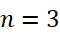 n = 3